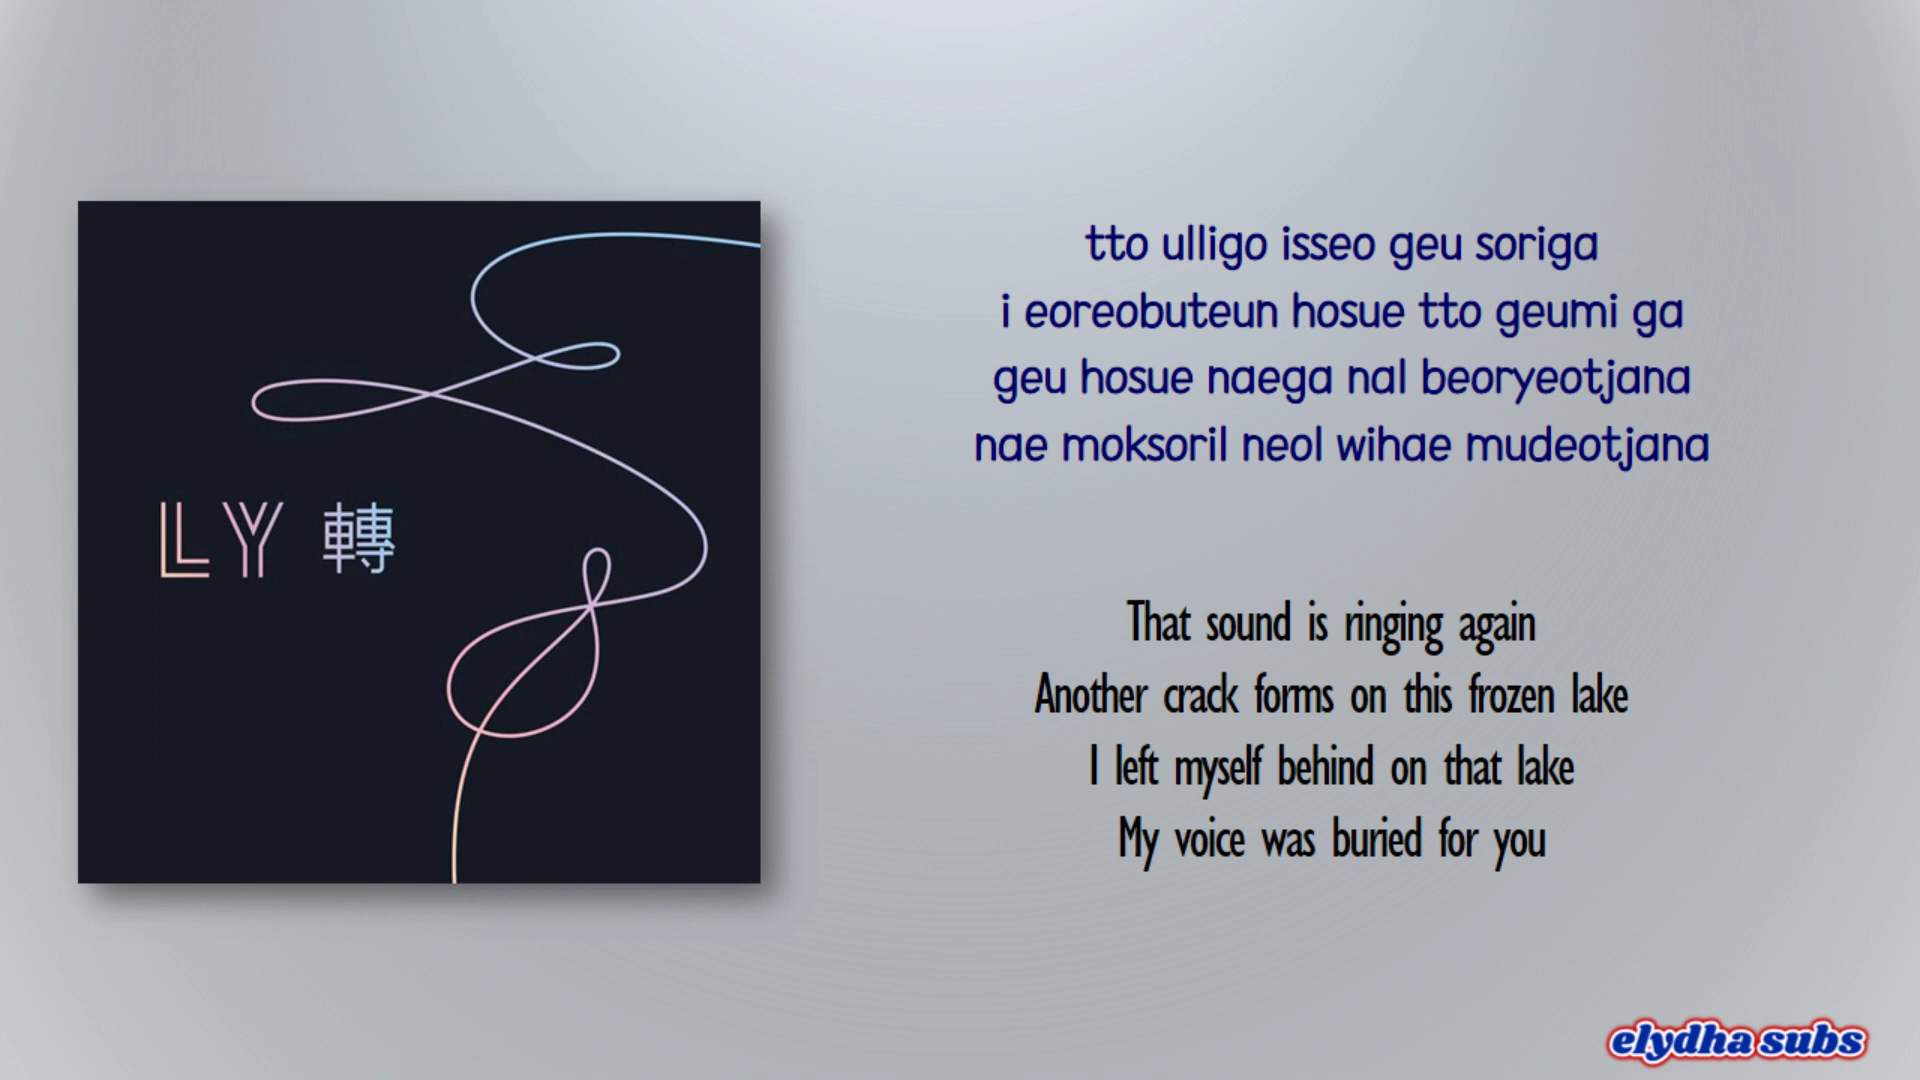 LY 轉
tto ulligo isseo geu soriga
i eoreobuteun hosue tto geumi ga
geu hosue naega nal beoryeotjana
nae moksoril neol wihae mudeotjana
That sound is ringing again
Another crack forms on this frozen lake
I left myself behind on that lake
My voice was buried for you
elydha subs